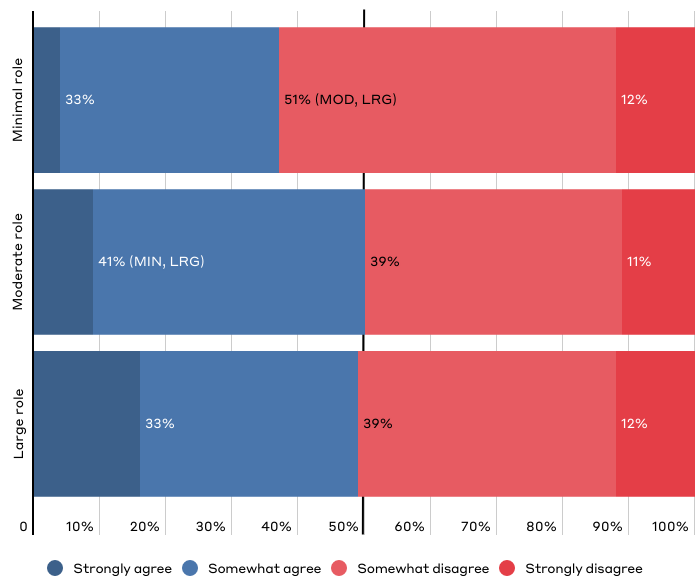 Minimal role
33%
51% (MOD, LRG)
12%
Moderate role
41% (MIN, LRG)
39%
11%
Large role
33%
39%
12%
0 10% 20% 30% 40% 50% 60% 70% 80% 90% 100%
Strongly agree Somewhat agree Somewhat disagree Strongly disagree